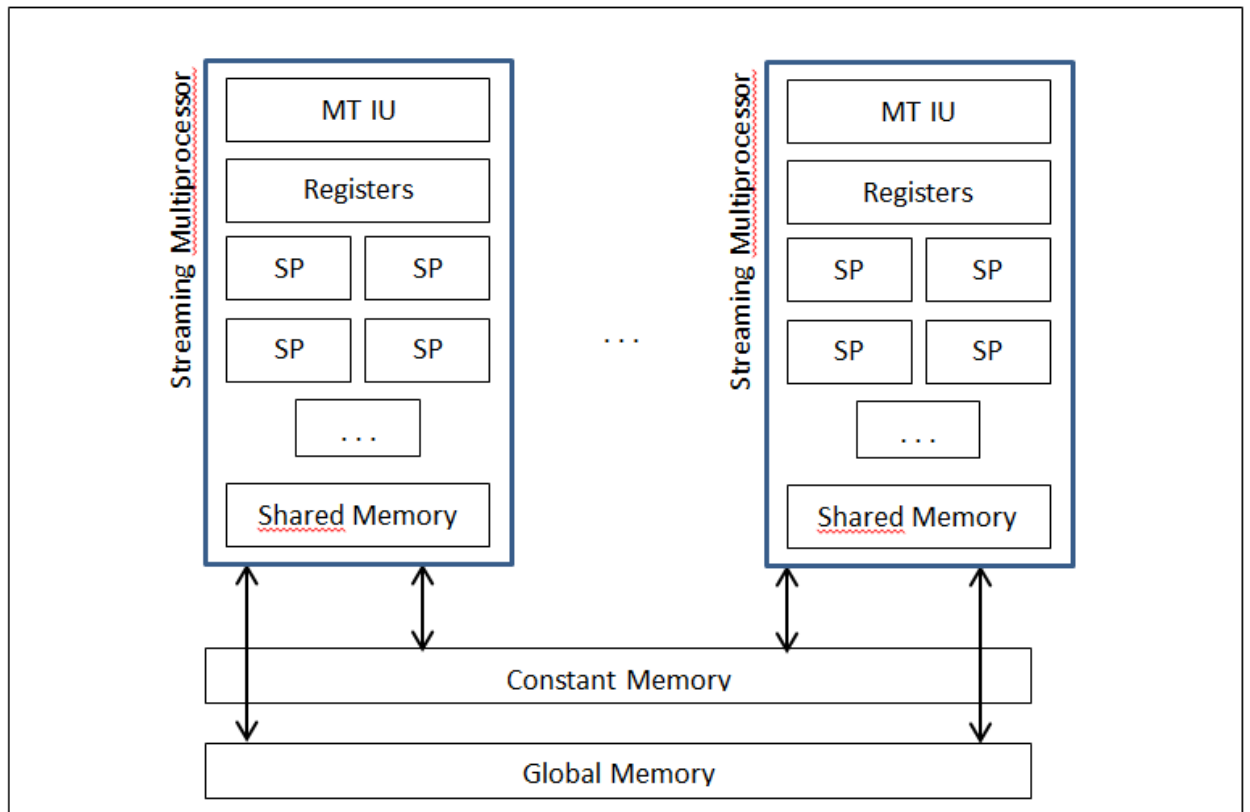 Streaming Multiprocessor
MT IU
Registers
SP SP
SP SP
. . .
Shared Memory
. . .
Streaming Multiprocessor
MT IU
Registers
SP SP
SP SP
. . .
Shared Memory
Constant Memory
Global Memory